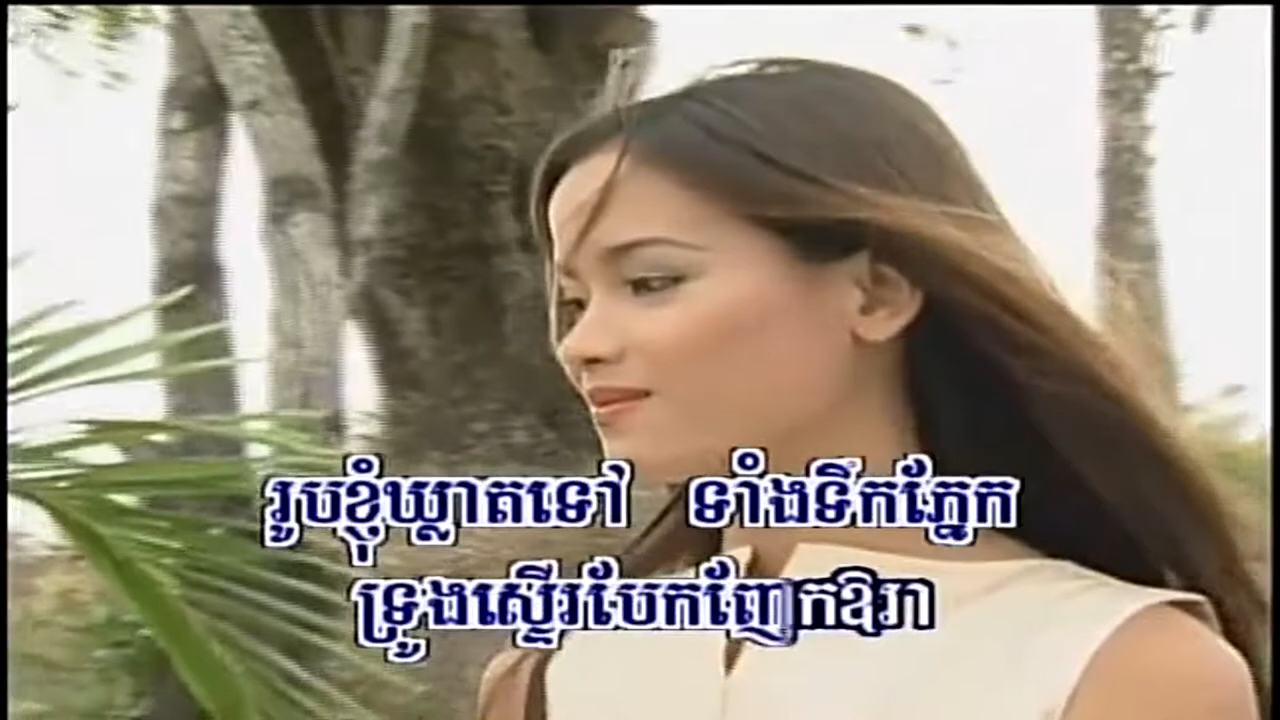 រូបខ្ញុំឃ្លាតទៅ ទាំងទឹកភ្នែក
ទ្រូងស្ទើរបែកញែកឱរា